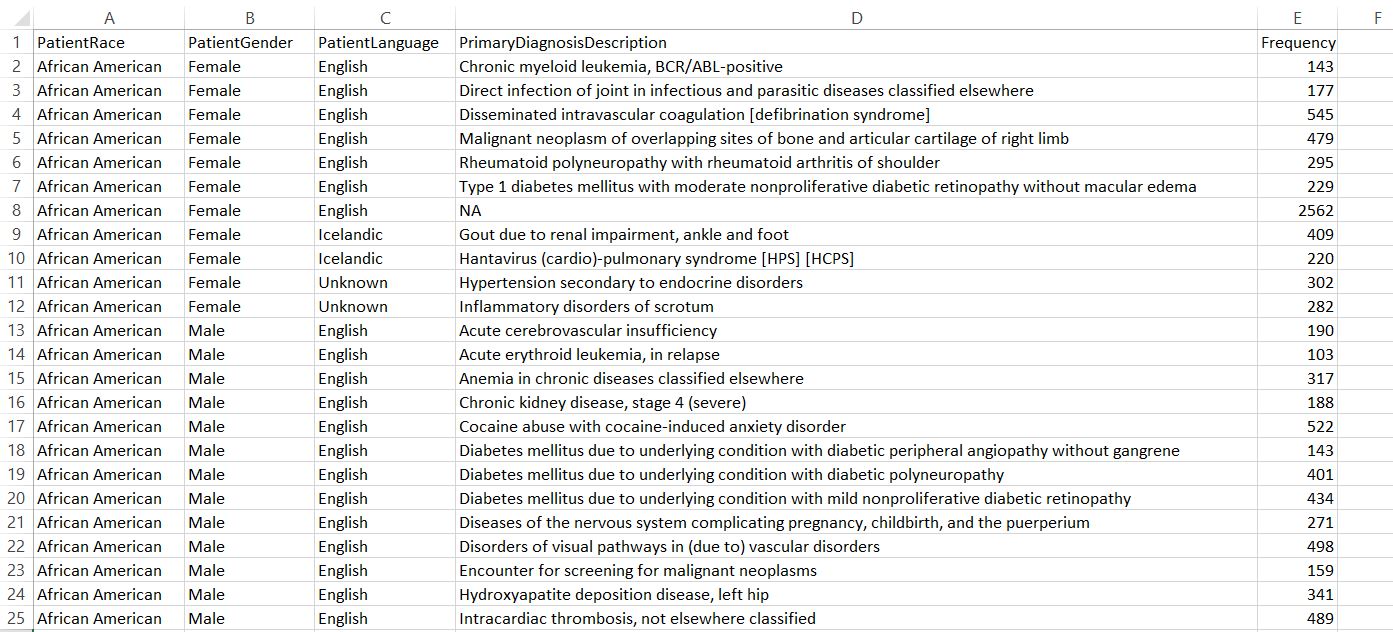 A B C D E F
1 PatientRace PatientGender PatientLanguage PrimaryDiagnosisDescription Frequency
2 African American Female English Chronic myeloid leukemia, BCR/ABL-positive 143
3 African American Female English Direct infection of joint in infectious and parasitic diseases classified elsewhere 177
4 African American Female English Disseminated intravascular coagulation [defibrination syndrome] 545
5 African American Female English Malignant neoplasm of overlapping sites of bone and articular cartilage of right limb 479
6 African American Female English Rheumatoid polyneuropathy with rheumatoid arthritis of shoulder 295
7 African American Female English Type 1 diabetes mellitus with moderate nonproliferative diabetic retinopathy without macular edema 229
8 African American Female English NA 2562
9 African American Female Icelandic Gout due to renal impairment, ankle and foot 409
10 African American Female Icelandic Hantavirus (cardio)-pulmonary syndrome [HPS] [HCPS] 220
11 African American Female Unknown Hypertension secondary to endocrine disorders 302
12 African American Female Unknown Inflammatory disorders of scrotum 282
13 African American Male English Acute cerebrovascular insufficiency 190
14 African American Male English Acute erythroid leukemia, in relapse 103
15 African American Male English Anemia in chronic diseases classified elsewhere 317
16 African American Male English Chronic kidney disease, stage 4 (severe) 188
17 African American Male English Cocaine abuse with cocaine-induced anxiety disorder 522
18 African American Male English Diabetes mellitus due to underlying condition with diabetic peripheral angiopathy without gangrene 143
19 African American Male English Diabetes mellitus due to underlying condition with diabetic polyneuropathy 401
20 African American Male English Diabetes mellitus due to underlying condition with mild nonproliferative diabetic retinopathy 434
21 African American Male English Diseases of the nervous system complicating pregnancy, childbirth, and the puerperium 271
22 African American Male English Disorders of visual pathways in (due to) vascular disorders 498
23 African American Male English Encounter for screening for malignant neoplasms 159
24 African American Male English Hydroxyapatite deposition disease, left hip 341
25 African American Male English Intracardiac thrombosis, not elsewhere classified 489